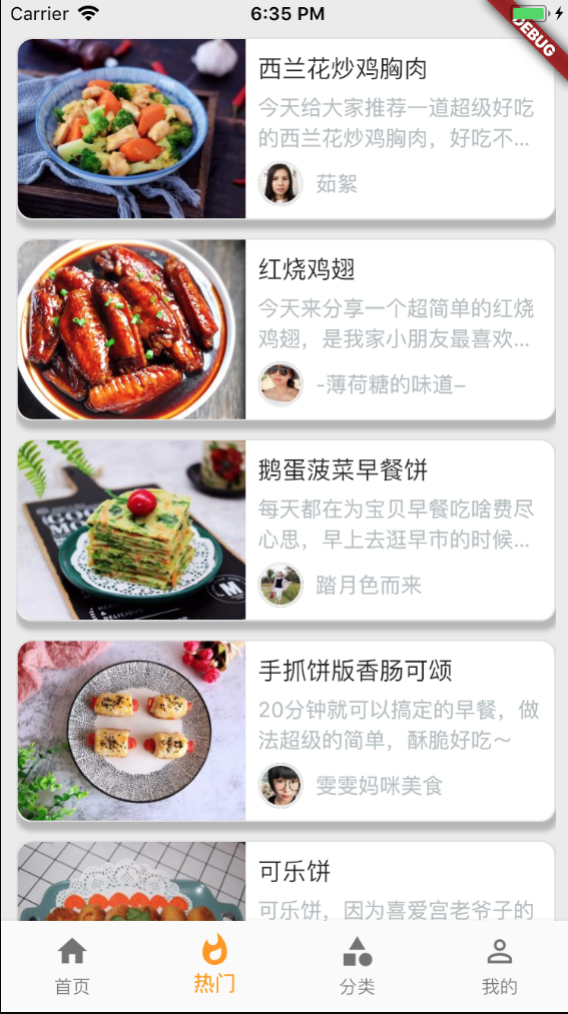 Carrier 6:35 PM
DEBUG
西兰花炒鸡胸肉
今天给大家推荐一道超级好吃
的西兰花炒鸡胸肉，好吃不...
茹絮
红烧鸡翅
今天来分享一个超简单的红烧
鸡翅，是我家小朋友最喜欢...
-薄荷糖的味道–
鹅蛋菠菜早餐饼
每天都在为宝贝早餐吃啥费尽
心思，早上去逛早市的时候...
踏月色而来
手抓饼版香肠可颂
20分钟就可以搞定的早餐，做
法超级的简单，酥脆好吃～
雯雯妈咪美食
可乐饼
可乐饼，因为喜爱宫老爷子的
首页 热门 分类 我的